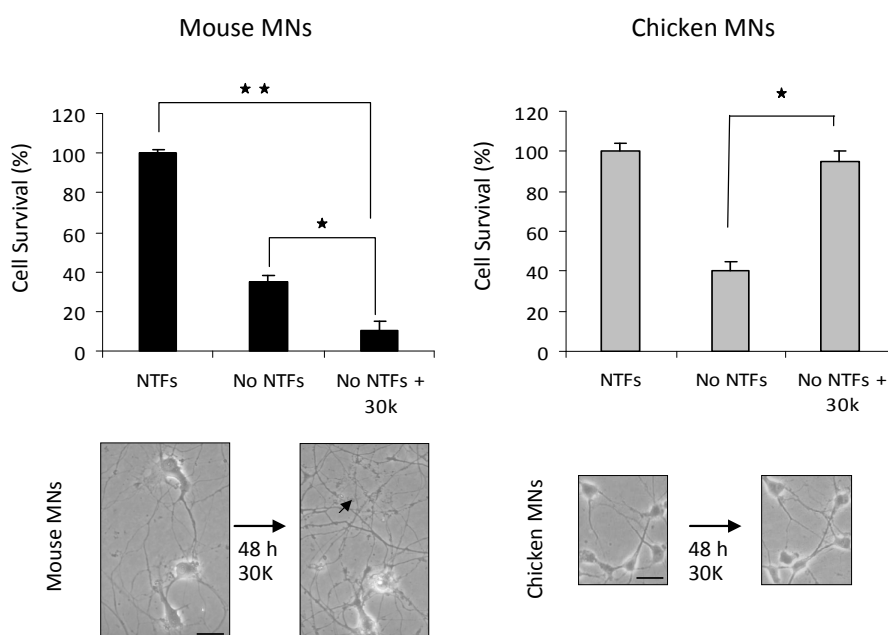 Mouse MNs
★ ★
★
Cell Survival (%)
120
100
80
60
40
20
0
NTFs
No NTFs
No NTFs +
30k
Mouse MNs
48 h
30K
Chicken MNs
★
Cell Survival (%)
120
100
80
60
40
20
0
NTFs
No NTFs
No NTFs +
30k
Chicken MNs
48 h
30K